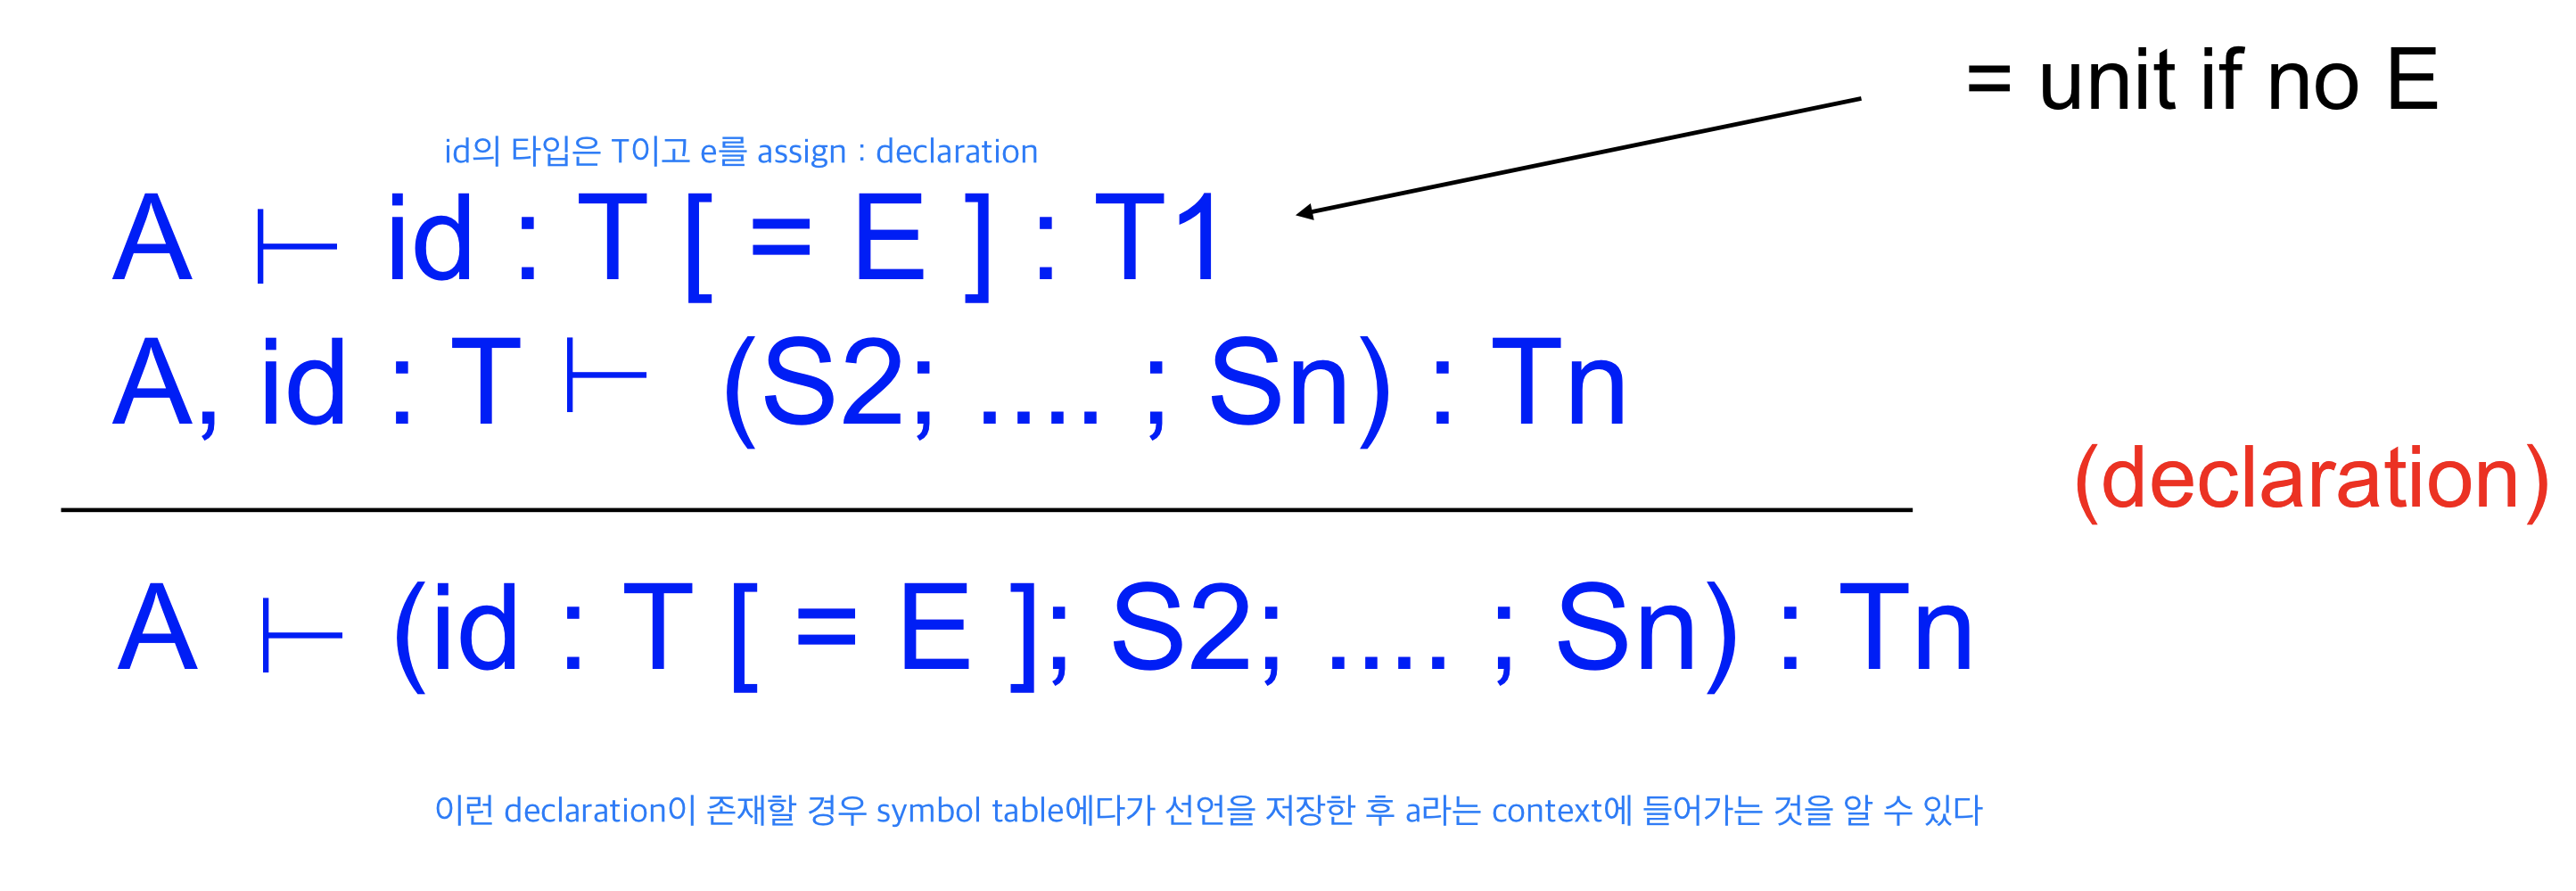 = unit if no E
id의 타입은 T이고 e를 assign : declaration
A ⊢ id : T [ = E ] : T1
A, id : T ⊢ (S2; .... ; Sn) : Tn
(declaration)
A ⊢ (id : T [ = E ]; S2; .... ; Sn) : Tn
이런 declaration이 존재할 경우 symbol table에다가 선언을 저장한 후 a라는 context에 들어가는 것을 알 수 있다